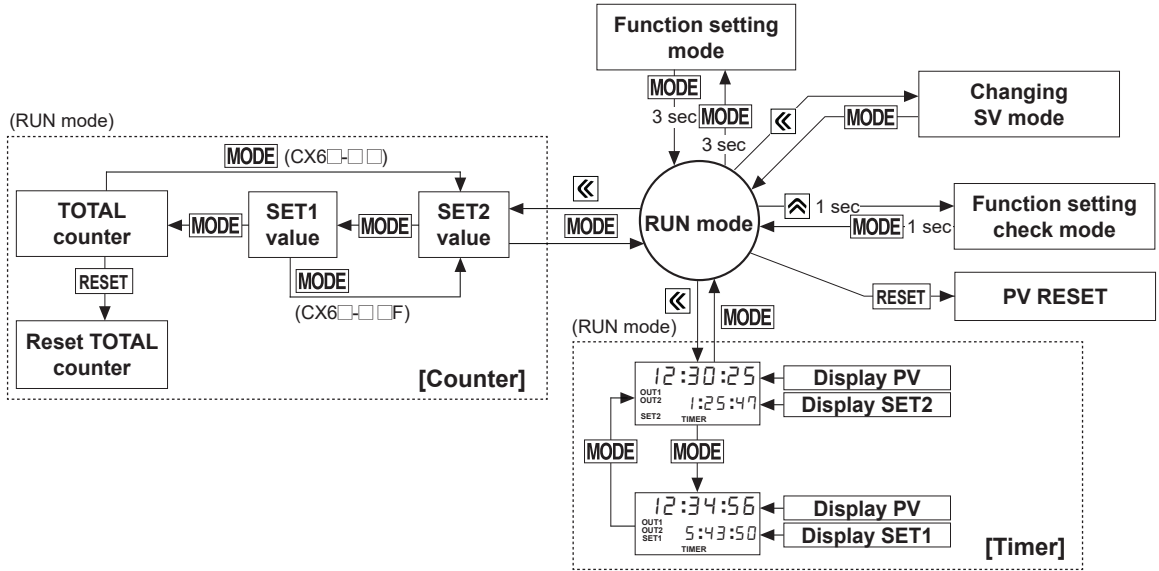 Function setting
mode
MODE
3 sec
MODE
3 sec
«
MODE
Changing
SV mode
(RUN mode)
MODE (CX6□-□□)
TOTAL
counter
MODE
SET1
value
MODE
SET2
value
«
MODE
RUN mode
1 sec
MODE 1 sec
Function setting
check mode
RESET
MODE
(CX6□-□□F)
RESET
PV RESET
Reset TOTAL
counter
[Counter]
«
MODE
(RUN mode)
12:30:25
Display PV
OUT1
OUT2
1:25:47
Display SET2
SET2
TIMER
MODE
MODE
12:34:56
Display PV
OUT1
OUT2
SET1
5:43:50
Display SET1
TIMER
[Timer]